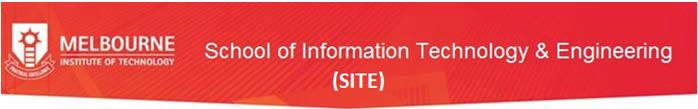 MELBOURNE
INSTITUTE OF TECHNOLOGY
School of Information Technology & Engineering
(SITE)